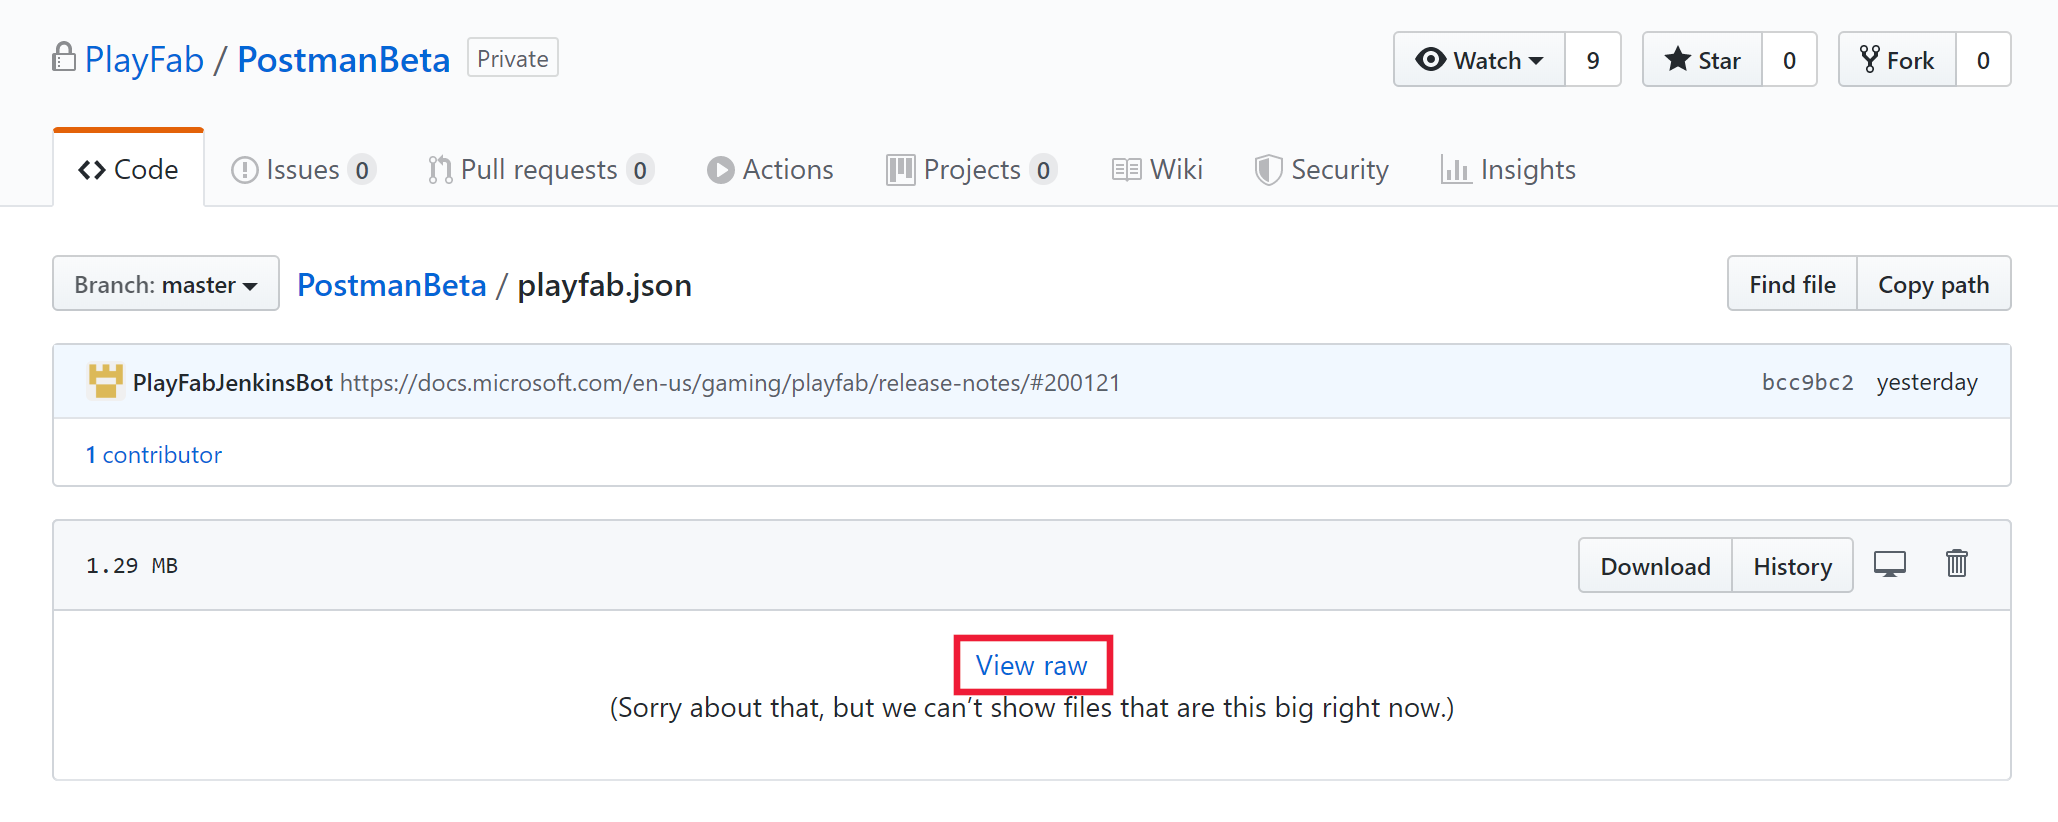 PlayFab / PostmanBeta Private Watch 9 Star 0 Fork 0
Code Issues 0 Pull requests 0 Actions Projects 0 Wiki Security Insights
Branch: master PostmanBeta / playfab.json Find file Copy path
PlayFabJenkinsBot https://docs.microsoft.com/en-us/gaming/playfab/release-notes/#200121 bcc9bc2 yesterday
1 contributor
1.29 MB Download History
View raw
(Sorry about that, but we can’t show files that are this big right now.)